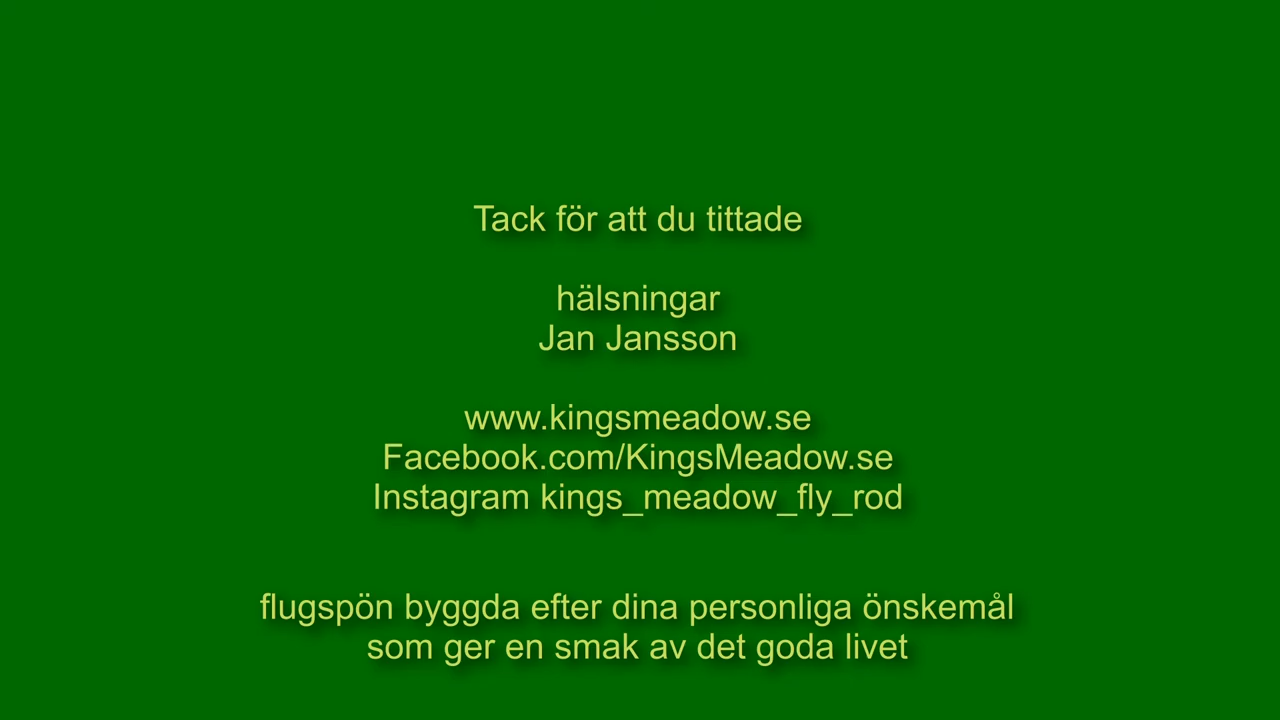 Tack för att du tittade
hälsningar
Jan Jansson
www.kingsmeadow.se
Facebook.com/KingsMeadow.se
Instagram kings_meadow_fly_rod
flugspön byggda efter dina personliga önskemål
som ger en smak av det goda livet